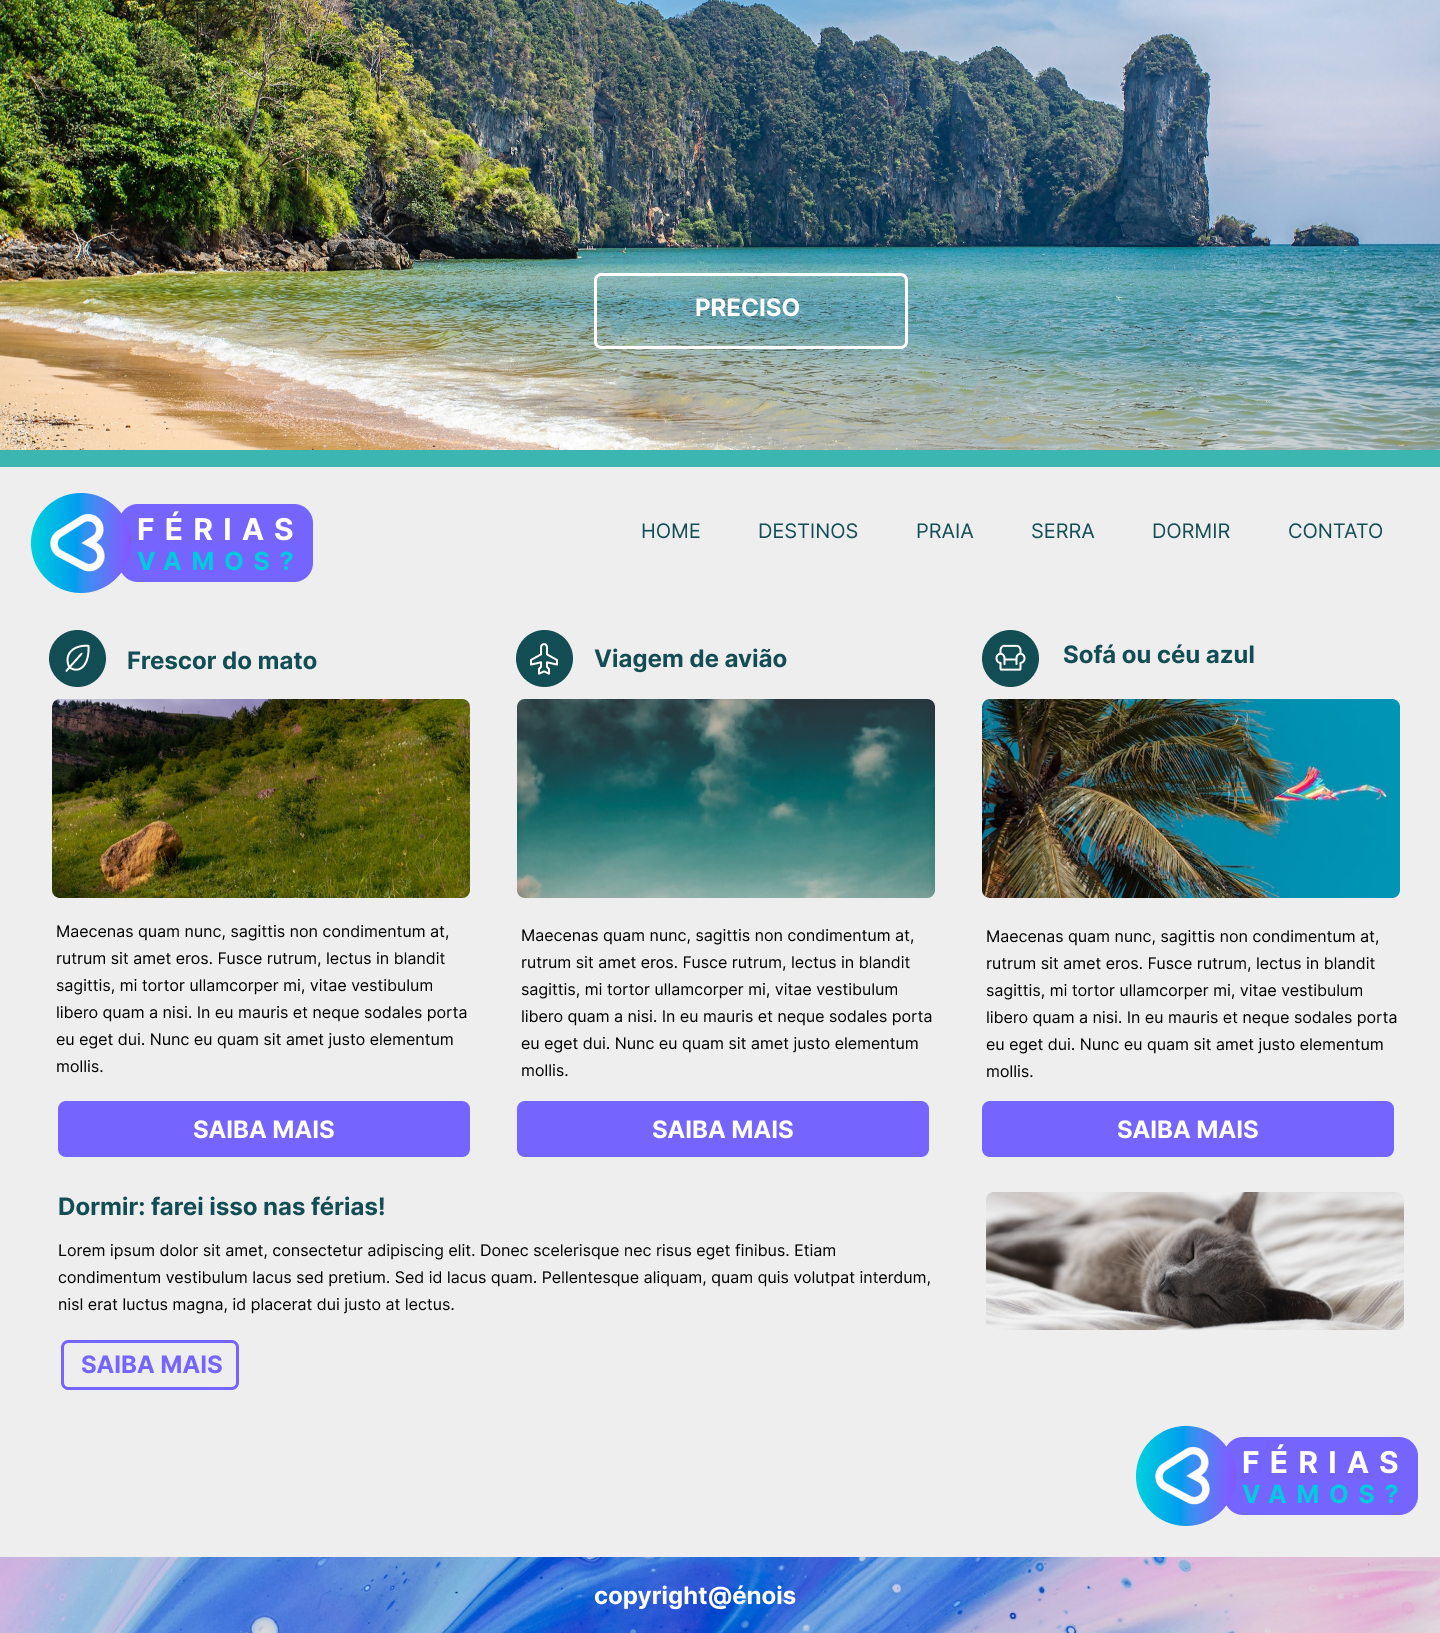 PRECISO
FÉRIAS
VAMOS?
HOME DESTINOS PRAIA SERRA DORMIR CONTATO
Frescor do mato
Maecenas quam nunc, sagittis non condimentum at,
rutrum sit amet eros. Fusce rutrum, lectus in blandit
sagittis, mi tortor ullamcorper mi, vitae vestibulum
libero quam a nisi. In eu mauris et neque sodales porta
eu eget dui. Nunc eu quam sit amet justo elementum
mollis.
SAIBA MAIS
Viagem de avião
Maecenas quam nunc, sagittis non condimentum at,
rutrum sit amet eros. Fusce rutrum, lectus in blandit
sagittis, mi tortor ullamcorper mi, vitae vestibulum
libero quam a nisi. In eu mauris et neque sodales porta
eu eget dui. Nunc eu quam sit amet justo elementum
mollis.
SAIBA MAIS
Sofá ou céu azul
Maecenas quam nunc, sagittis non condimentum at,
rutrum sit amet eros. Fusce rutrum, lectus in blandit
sagittis, mi tortor ullamcorper mi, vitae vestibulum
libero quam a nisi. In eu mauris et neque sodales porta
eu eget dui. Nunc eu quam sit amet justo elementum
mollis.
SAIBA MAIS
Dormir: farei isso nas férias!
Lorem ipsum dolor sit amet, consectetur adipiscing elit. Donec scelerisque nec risus eget finibus. Etiam
condimentum vestibulum lacus sed pretium. Sed id lacus quam. Pellentesque aliquam, quam quis volutpat interdum,
nisl erat luctus magna, id placerat dui justo at lectus.
SAIBA MAIS
FÉRIAS
VAMOS?
copyright@énois